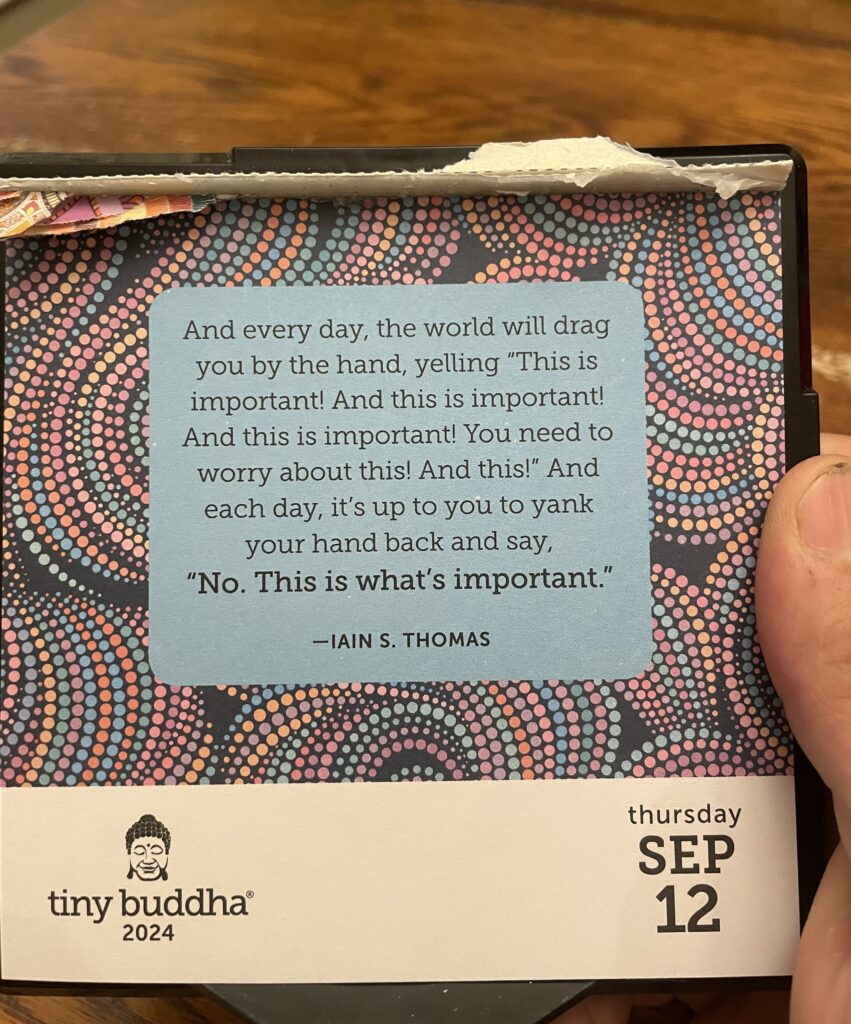 And every day, the world will drag
you by the hand, yelling “This is
important! And this is important!
And this is important! You need to
worry about this! And this!” And
each day, it’s up to you to yank
your hand back and say,
“No. This is what’s important.”
—IAIN S. THOMAS
tiny buddha®
2024
thursday
SEP
12